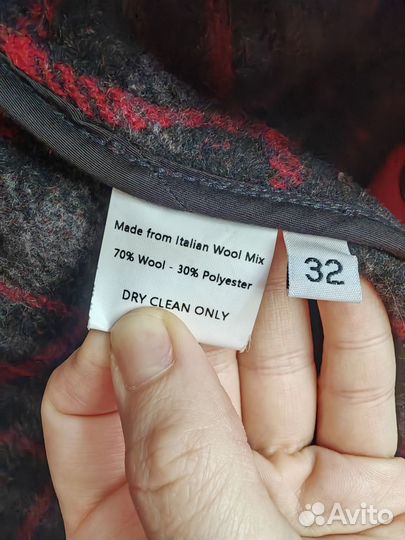 Made from Italian Wool Mix
70% Wool - 30% Polyester
DRY CLEAN ONLY
32
Avito